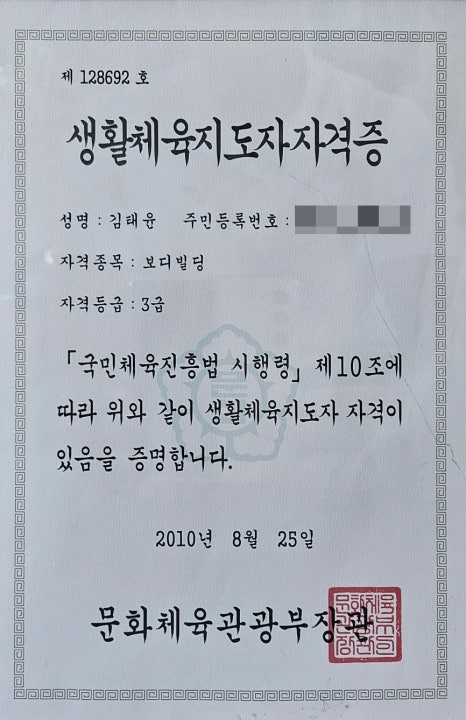 제 128692 호
생활체육지도자자격증
성명 : 김태윤 주민등록번호 :
자격종목 : 보디빌딩
자격등급 : 3급
「국민체육진흥법 시행령」 제10조에
따라 위와 같이 생활체육지도자 자격이
있음을 증명합니다.
2010년 8월 25일
문화체육관광부장관